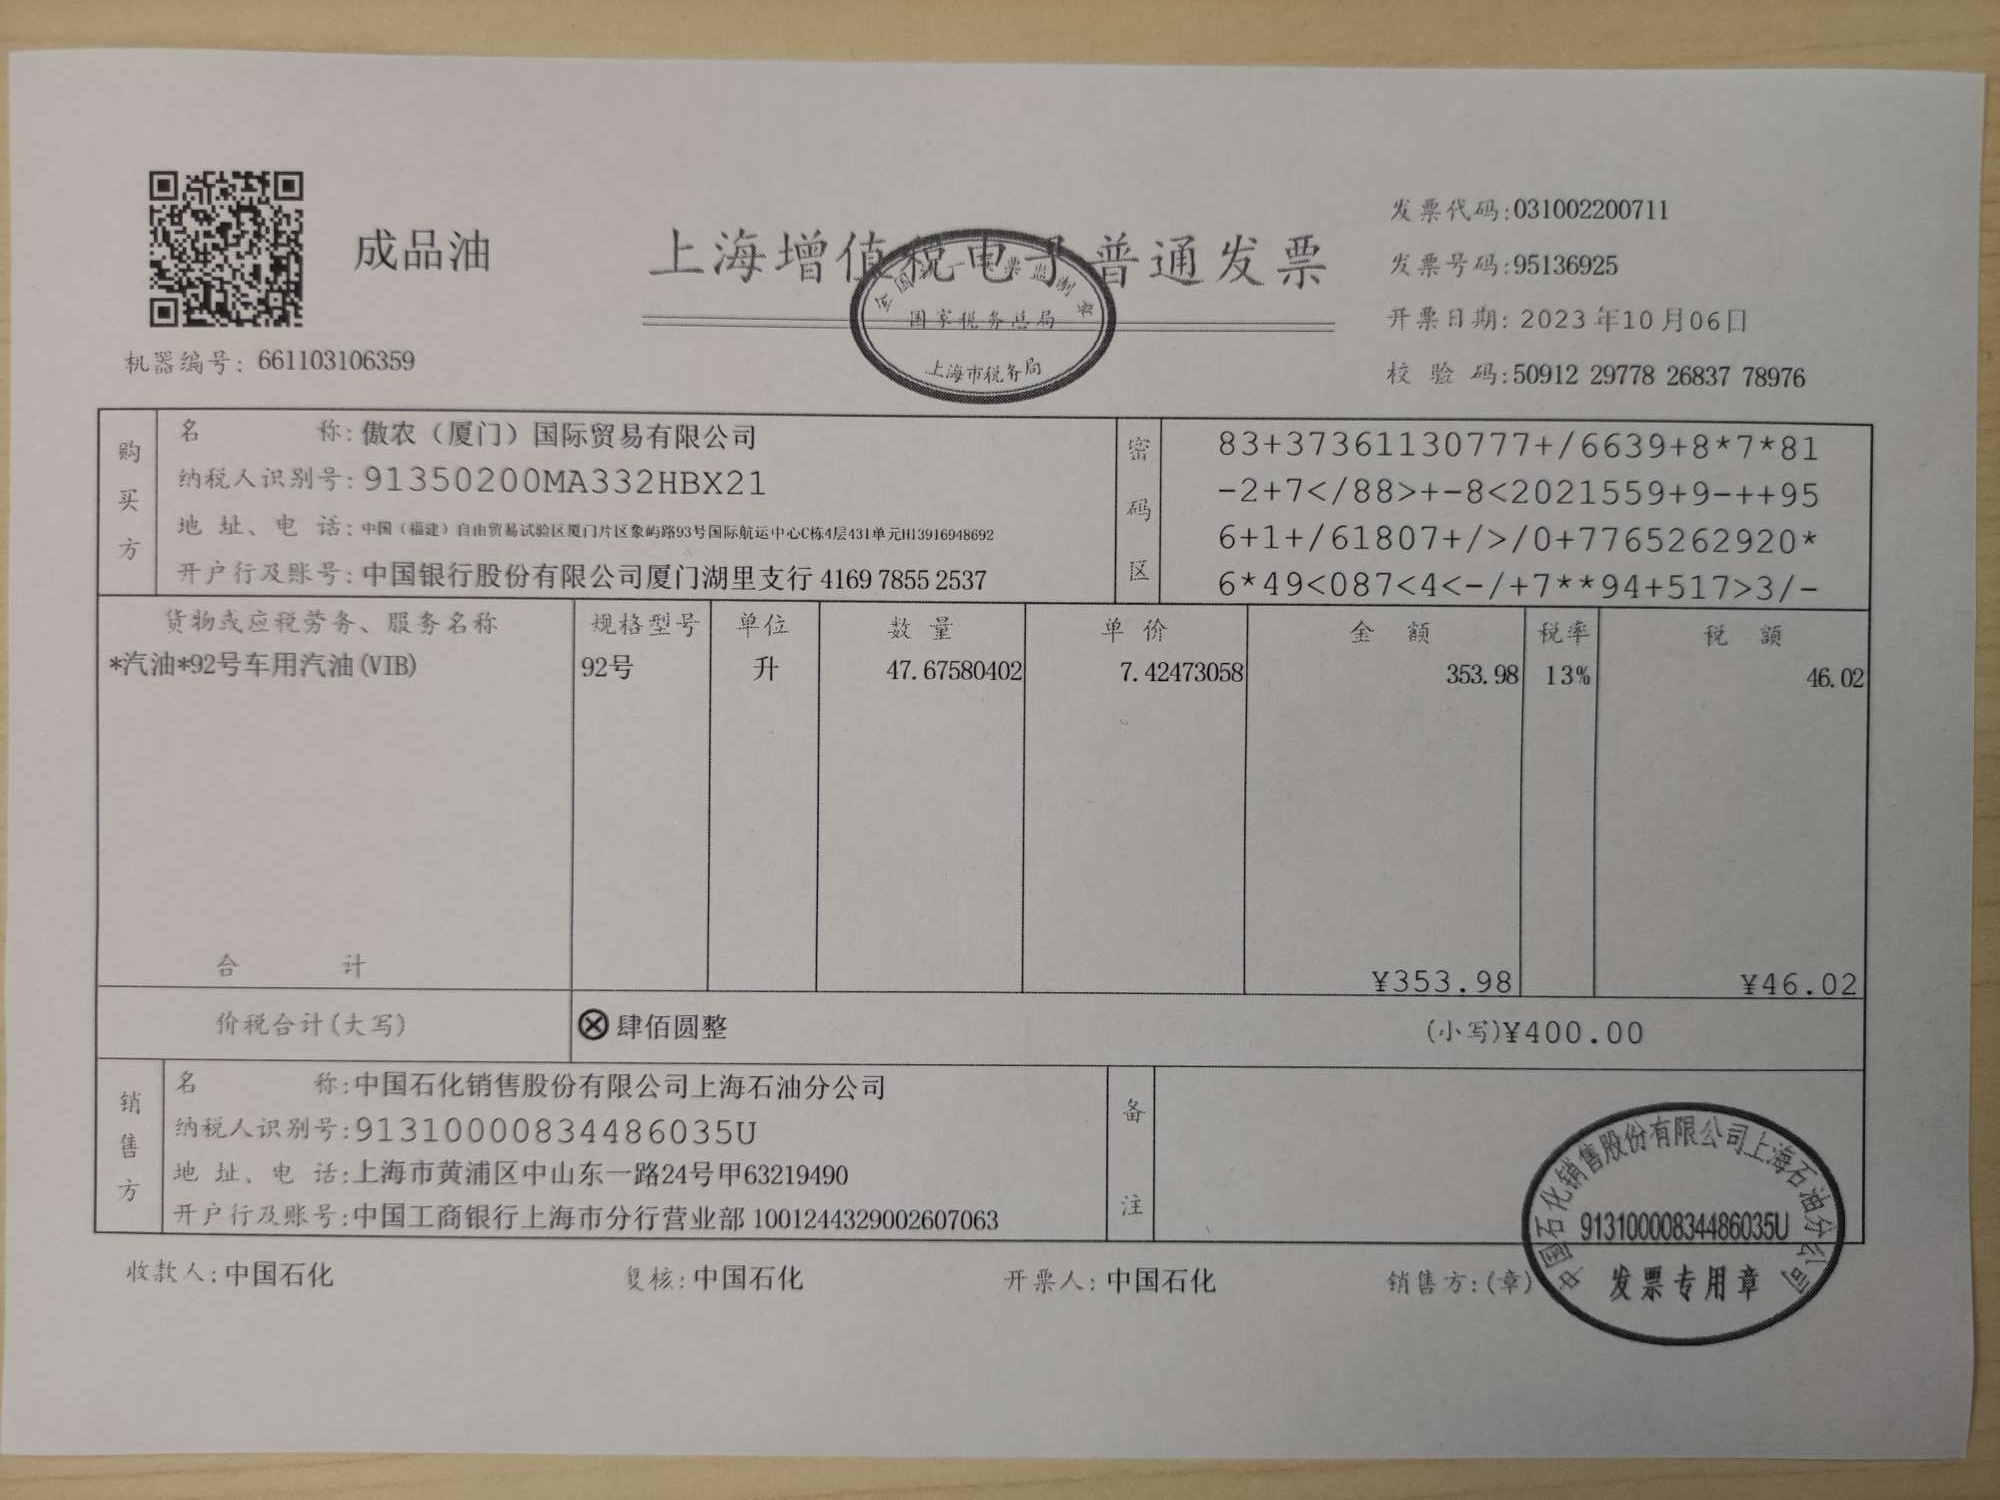 成品油
上海增值税电子普通发票
国家税务总局
上海市税务局
发票代码:031002200711
发票号码:95136925
开票日期: 2023年10月06日
校验码:50912 29778 26837 78976
机器编号: 661103106359
购买方
名称: 傲农（厦门）国际贸易有限公司
纳税人识别号: 91350200MA332HBX21
地址、电话: 中国（福建）自由贸易试验区厦门片区象屿路93号国际航运中心C栋4层431单元H13916948692
开户行及账号: 中国银行股份有限公司厦门湖里支行 4169 7855 2537
密码区
83+37361130777+/6639+8*7*81
-2+7</88>+-8<2021559+9-++95
6+1+/61807+/>/0+7765262920*
6*49<087<4<-/+7**94+517>3/-
货物或应税劳务、服务名称 规格型号 单位 数量 单价 金额 税率 税额
*汽油*92号车用汽油(VIB) 92号 升 47.67580402 7.42473058 353.98 13% 46.02
合计 ¥353.98 ¥46.02
价税合计(大写) ⊗肆佰圆整 (小写)¥400.00
销售方
名称:中国石化销售股份有限公司上海石油分公司
纳税人识别号:91310000834486035U
地址、电话:上海市黄浦区中山东一路24号甲63219490
开户行及账号:中国工商银行上海市分行营业部 1001244329002607063
备注
中国石化销售股份有限公司上海石油分公司
91310000834486035U
发票专用章
收款人:中国石化 复核:中国石化 开票人: 中国石化 销售方:(章)